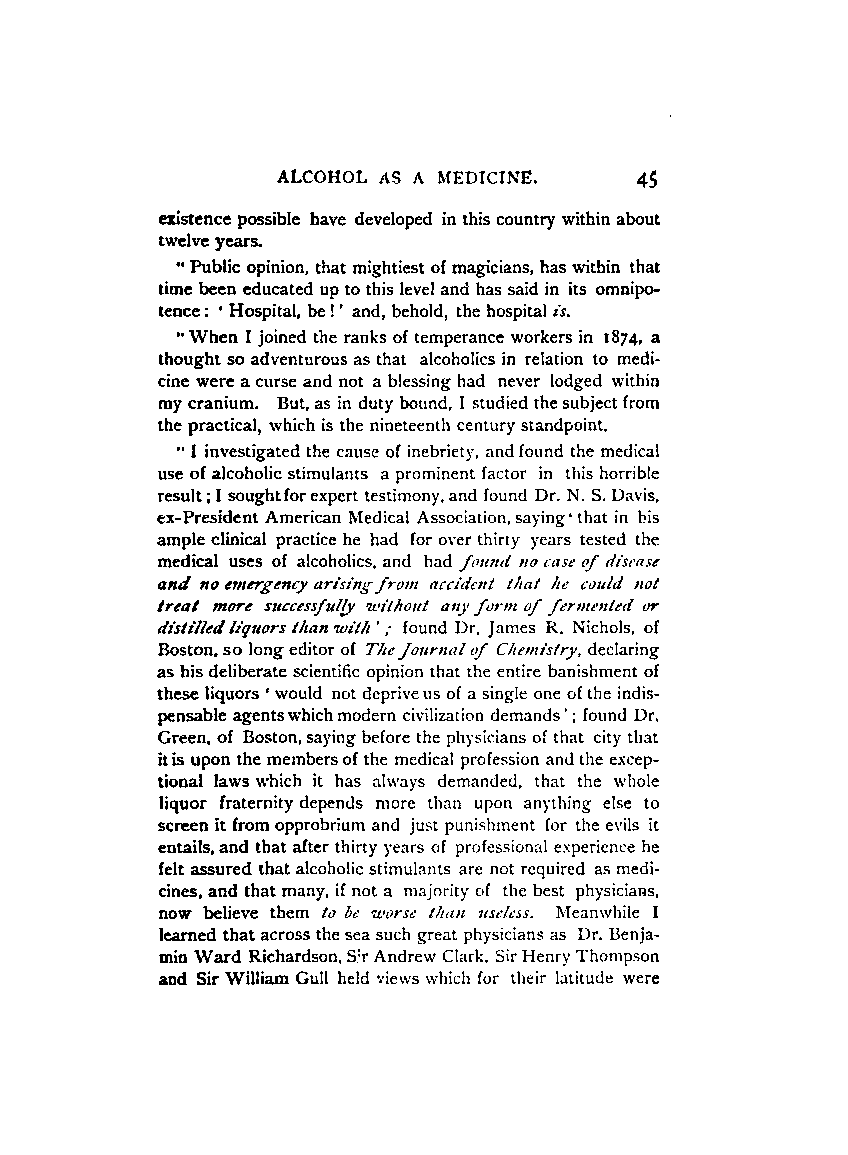 ALCOHOL AS A MEDICINE. 45
existence possible have developed in this country within about
twelve years.
" Public opinion, that mightiest of magicians, has within that
time been educated up to this level and has said in its omnipo-
tence : ' Hospital, be ! ' and, behold, the hospital is.
" When I joined the ranks of temperance workers in 1874, a
thought so adventurous as that alcoholics in relation to medi-
cine were a curse and not a blessing had never lodged within
my cranium. But, as in duty bound, I studied the subject from
the practical, which is the nineteenth century standpoint.
" I investigated the cause of inebriety, and found the medical
use of alcoholic stimulants a prominent factor in this horrible
result ; I sought for expert testimony, and found Dr. N. S. Davis,
ex-President American Medical Association, saying ' that in his
ample clinical practice he had for over thirty years tested the
medical uses of alcoholics, and had found no case of disease
and no emergency arising from accident that he could not
treat more successfully without any form of fermented or
distilled liquors than with ' ; found Dr. James R. Nichols, of
Boston, so long editor of The Journal of Chemistry, declaring
as his deliberate scientific opinion that the entire banishment of
these liquors ' would not deprive us of a single one of the indis-
pensable agents which modern civilization demands ' ; found Dr.
Green, of Boston, saying before the physicians of that city that
it is upon the members of the medical profession and the excep-
tional laws which it has always demanded, that the whole
liquor fraternity depends more than upon anything else to
screen it from opprobrium and just punishment for the evils it
entails, and that after thirty years of professional experience he
felt assured that alcoholic stimulants are not required as medi-
cines, and that many, if not a majority of the best physicians,
now believe them to be worse than useless. Meanwhile I
learned that across the sea such great physicians as Dr. Benja-
min Ward Richardson, Sir Andrew Clark, Sir Henry Thompson
and Sir William Gull held views which for their latitude were